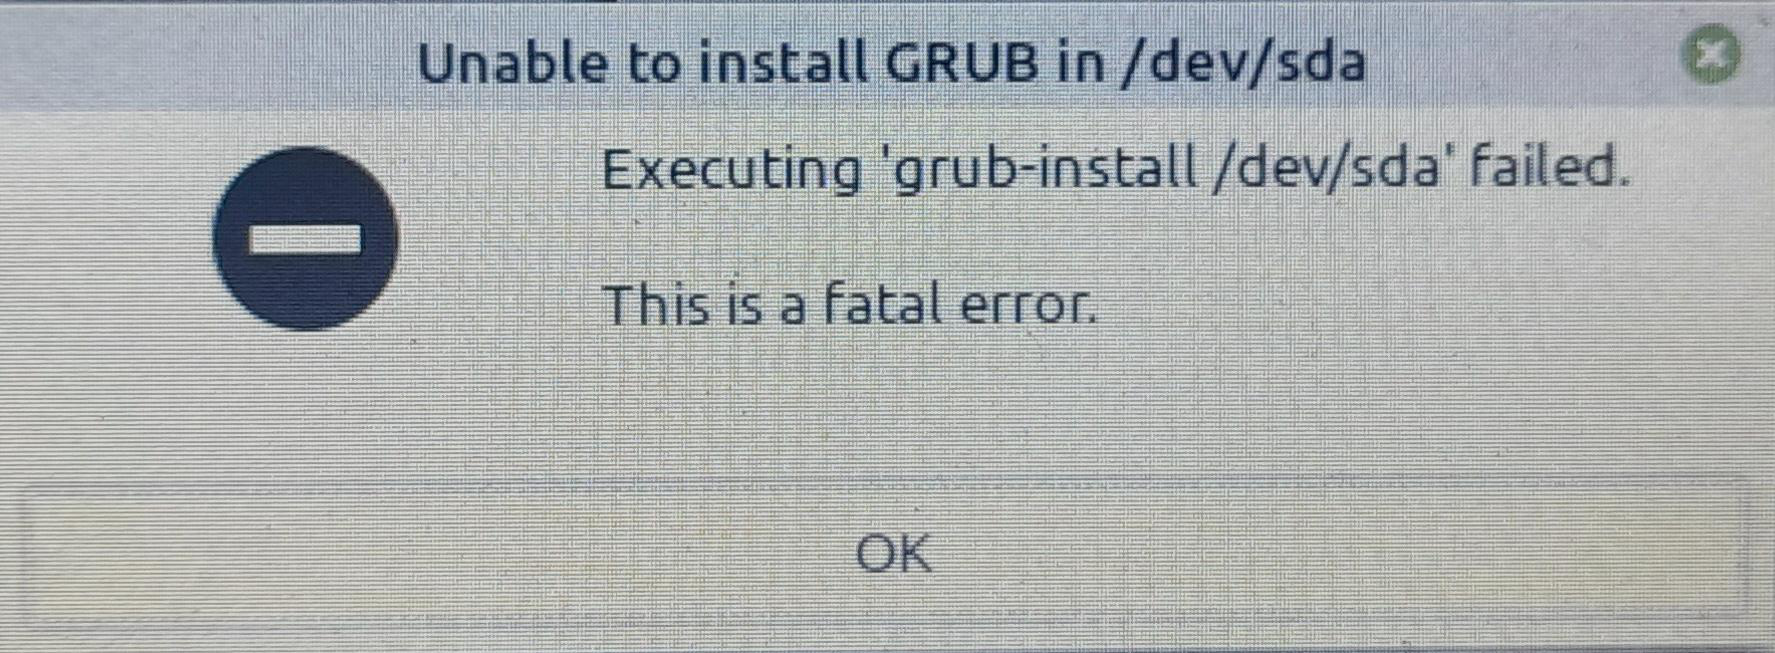 Unable to install GRUB in /dev/sda
Executing 'grub-install /dev/sda' failed.
This is a fatal error.
OK